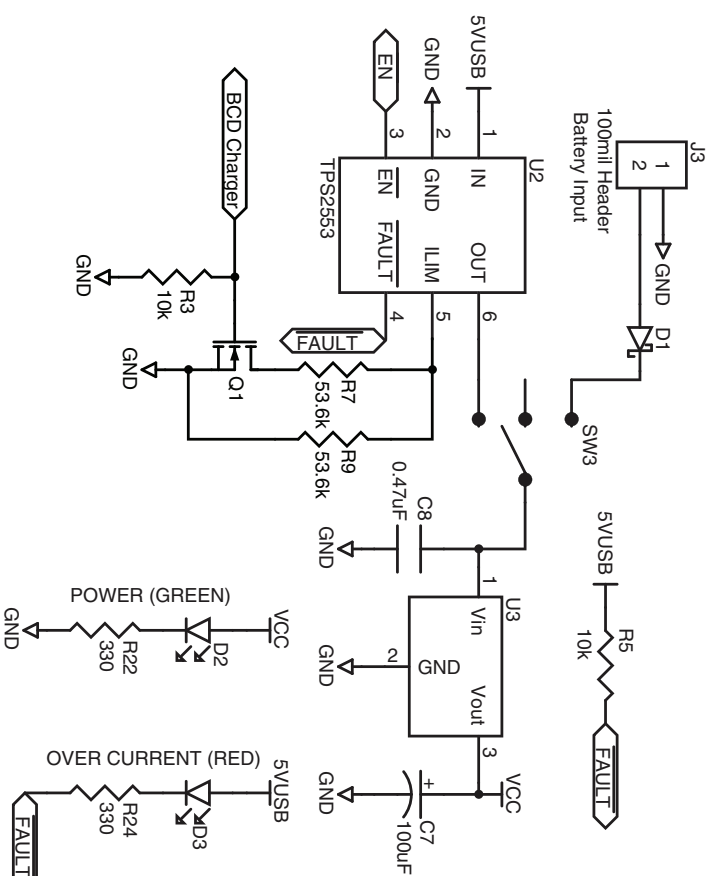 J3
100mil Header
Battery Input
1
2
GND
D1
SW3
5VUSB
R5
10k
FAULT
5VUSB
GND
EN
1
2
3
U2
IN
GND
EN
OUT
ILIM
FAULT
TPS2553
6
5
4
FAULT
BCD Charger
R3
10k
GND
Q1
GND
R7
53.6k
R9
53.6k
C8
0.47uF
GND
1
U3
Vin
GND
Vout
2
GND
3
VCC
C7
+
100uF
GND
POWER (GREEN)
VCC
D2
R22
330
GND
OVER CURRENT (RED)
5VUSB
D3
R24
330
FAULT